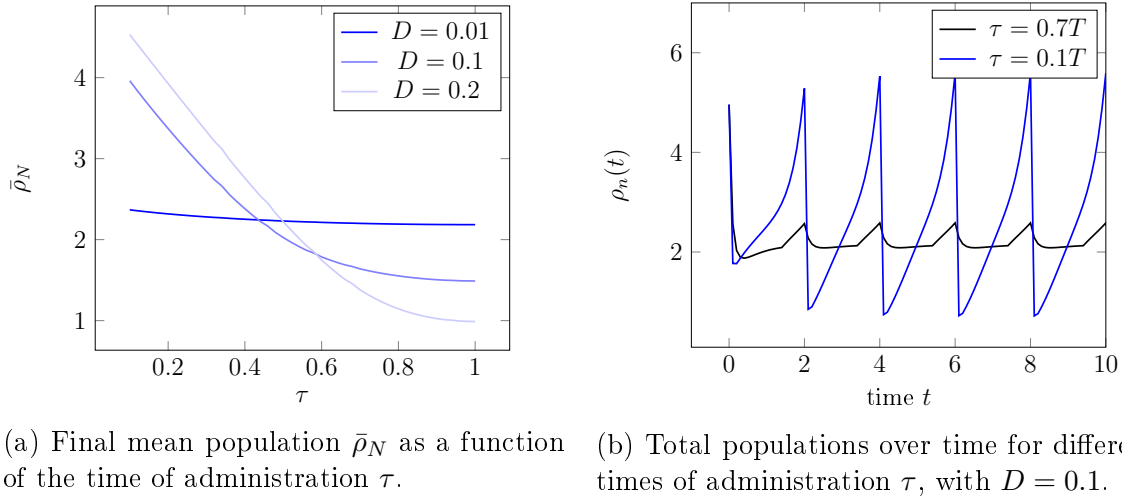 D = 0.01
D = 0.1
D = 0.2
4
3
2
1
ρ̄_N
0.2 0.4 0.6 0.8 1
τ
τ = 0.7T
τ = 0.1T
6
4
2
ρ_n(t)
0 2 4 6 8 10
time t
(a) Final mean population ρ̄_N as a function
of the time of administration τ.
(b) Total populations over time for differe
times of administration τ, with D = 0.1.